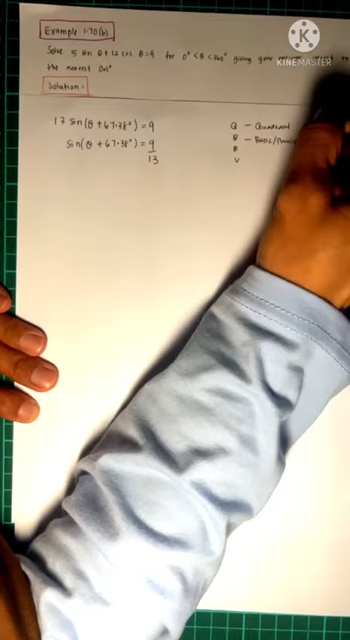 Example 1.70(b)
Solve 5 sin θ + 12 cos θ = 9 for 0° < θ < 360° giving your
the nearest 0.1°
Solution :
13 sin (θ + 67.38°) = 9
sin (θ + 67.38°) = 9/13
Q – Quadrant
B – Basic/
R
V
KINEMASTER